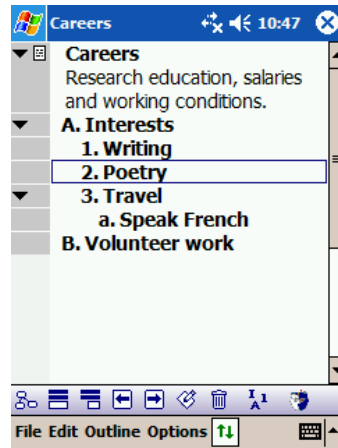 Careers 10:47
Careers
Research education, salaries
and working conditions.
A. Interests
1. Writing
2. Poetry
3. Travel
a. Speak French
B. Volunteer work
I A 1
File Edit Outline Options